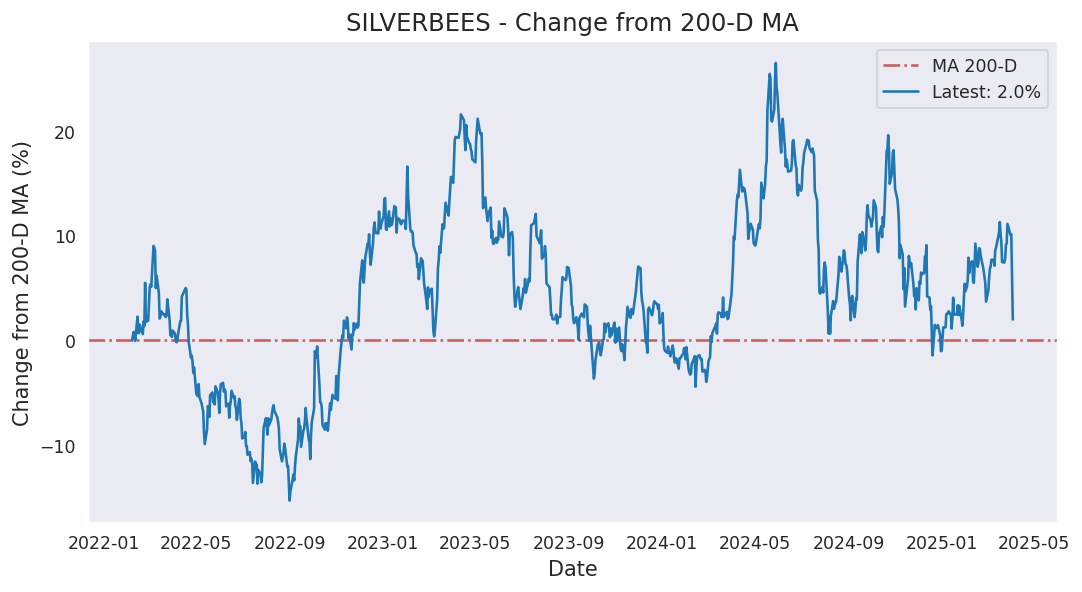 SILVERBEES - Change from 200-D MA
MA 200-D
Latest: 2.0%
Change from 200-D MA (%)
20
10
0
−10
2022-01 2022-05 2022-09 2023-01 2023-05 2023-09 2024-01 2024-05 2024-09 2025-01 2025-05
Date